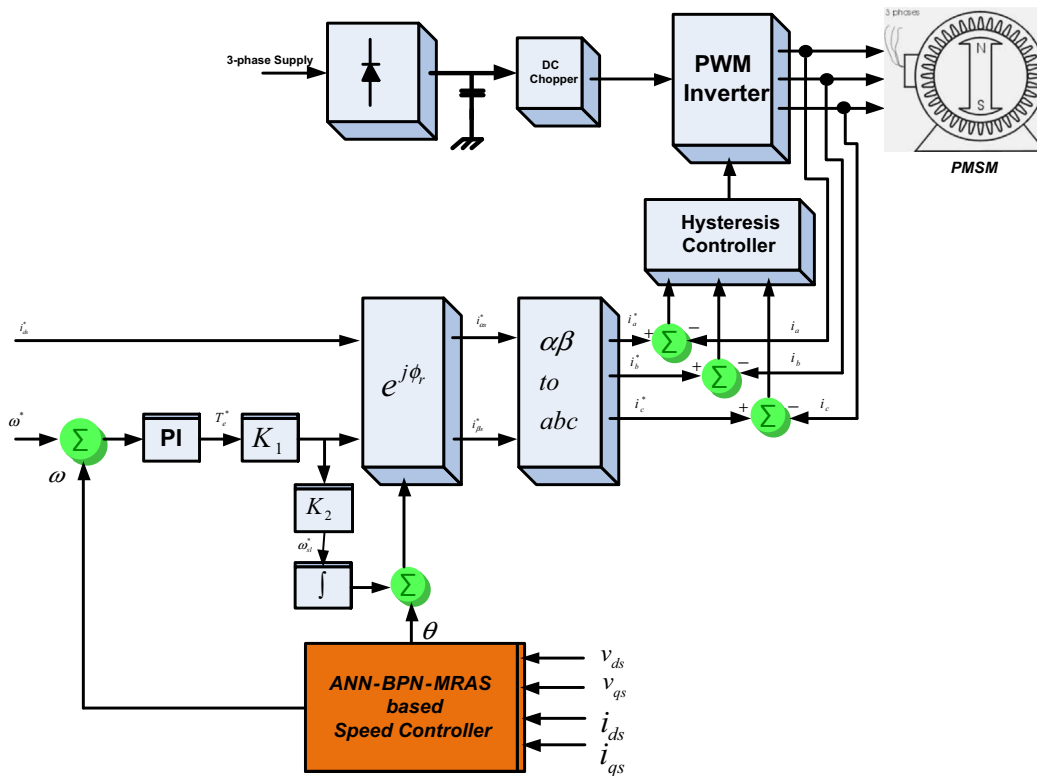 3 phases
3-phase Supply
DC
Chopper
PWM
Inverter
N
S
PMSM
Hysteresis
Controller
i*ds
i*αs
i*βs
e^jϕr
αβ
to
abc
i*a
+ Σ −
ia
i*b
+ Σ −
ib
i*c
+ Σ −
ic
ω*
Σ
ω
PI
T*e
K1
K2
ω*sl
∫
Σ
θ
ANN-BPN-MRAS
based
Speed Controller
vds
vqs
ids
iqs